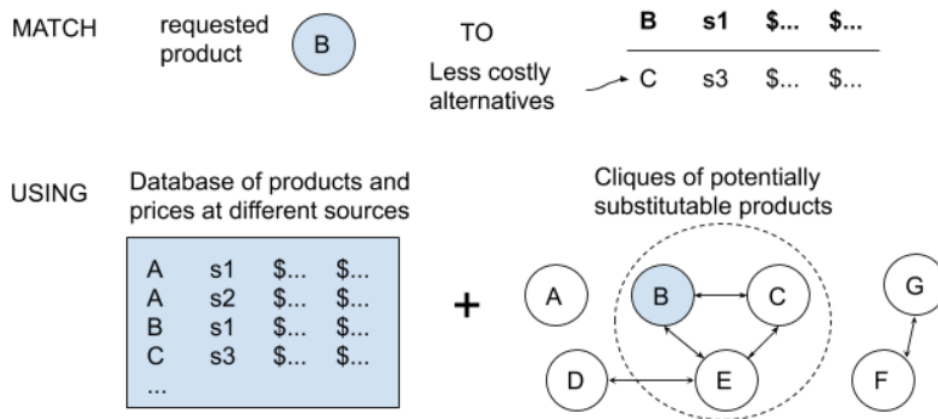 MATCH
requested
product
B
TO
Less costly
alternatives
B s1 $... $...
C s3 $... $...
USING
Database of products and
prices at different sources
A s1 $... $...
A s2 $... $...
B s1 $... $...
C s3 $... $...
...
+
Cliques of potentially
substitutable products
A
B
C
G
D
E
F